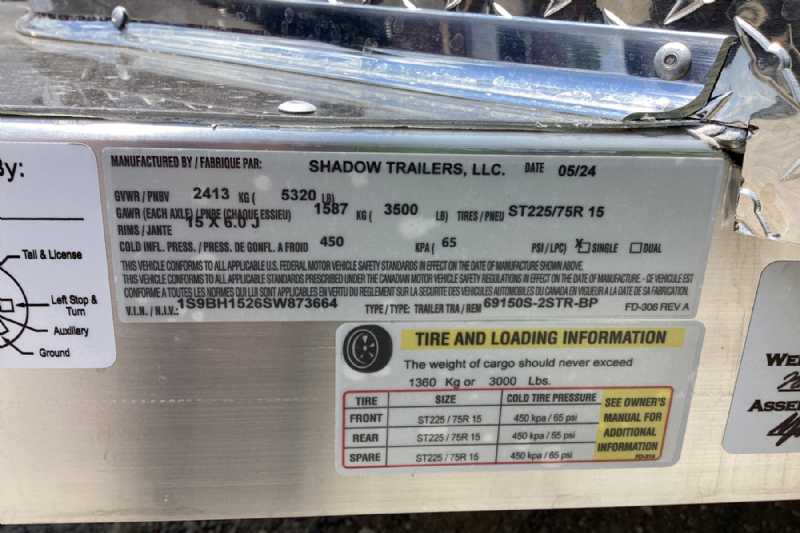 By:
Tail & License
Left Stop &
Turn
Auxiliary
Ground
MANUFACTURED BY / FABRIQUE PAR: SHADOW TRAILERS, LLC. DATE 05/24
GVWR / PNBV 2413 KG ( 5320 LB)
GAWR (EACH AXLE) / PNBE (CHAQUE ESSIEU) 1587 KG ( 3500 LB) TIRES / PNEU ST225/75R 15
RIMS / JANTE 15 X 6.0 J
COLD INFL. PRESS. / PRESS. DE GONFL. A FROID 450 KPA ( 65 PSI / LPC) X SINGLE DUAL
THIS VEHICLE CONFORMS TO ALL APPLICABLE U.S. FEDERAL MOTOR VEHICLE SAFETY STANDARDS IN EFFECT ON THE DATE OF MANUFACTURE SHOWN ABOVE.
THIS VEHICLE CONFORMS TO ALL APPLICABLE STANDARDS PRESCRIBED UNDER THE CANADIAN MOTOR VEHICLE SAFETY REGULATIONS IN EFFECT ON THE DATE OF MANUFACTURE. - CE VEHICULE EST
CONFORME A TOUTES LES NORMES QUI LUI SONT APPLICABLES EN VERTU DU REGLEMENT SUR LA SECURITE DES VEHICULES AUTOMOBILES DU CANADA EN VIGUEUR A LA DATE DE SA FABRICATION.
V.I.N. / N.I.V.: 1S9BH1526SW873664 TYPE / TYPE: TRAILER TRA / REM 69150S-2STR-BP FD-306 REV A
TIRE AND LOADING INFORMATION
The weight of cargo should never exceed
1360 Kg or 3000 Lbs.
TIRE SIZE COLD TIRE PRESSURE
FRONT ST225 / 75R 15 450 kpa / 65 psi
REAR ST225 / 75R 15 450 kpa / 65 psi
SPARE ST225 / 75R 15 450 kpa / 65 psi
SEE OWNER'S
MANUAL FOR
ADDITIONAL
INFORMATION
WE
ASSE